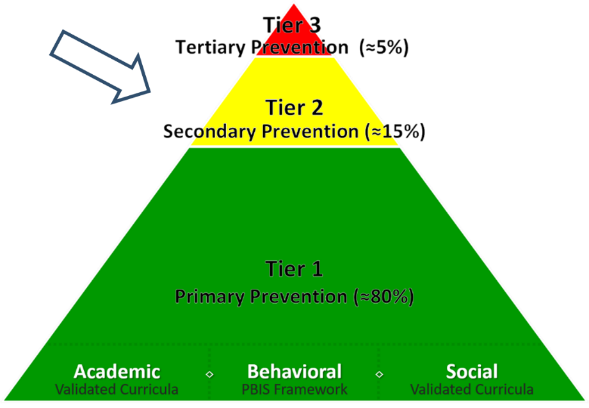 Tier 3
Tertiary Prevention (≈5%)
Tier 2
Secondary Prevention (≈15%)
Tier 1
Primary Prevention (≈80%)
Academic ◇ Behavioral ◇ Social
Validated Curricula PBIS Framework Validated Curricula